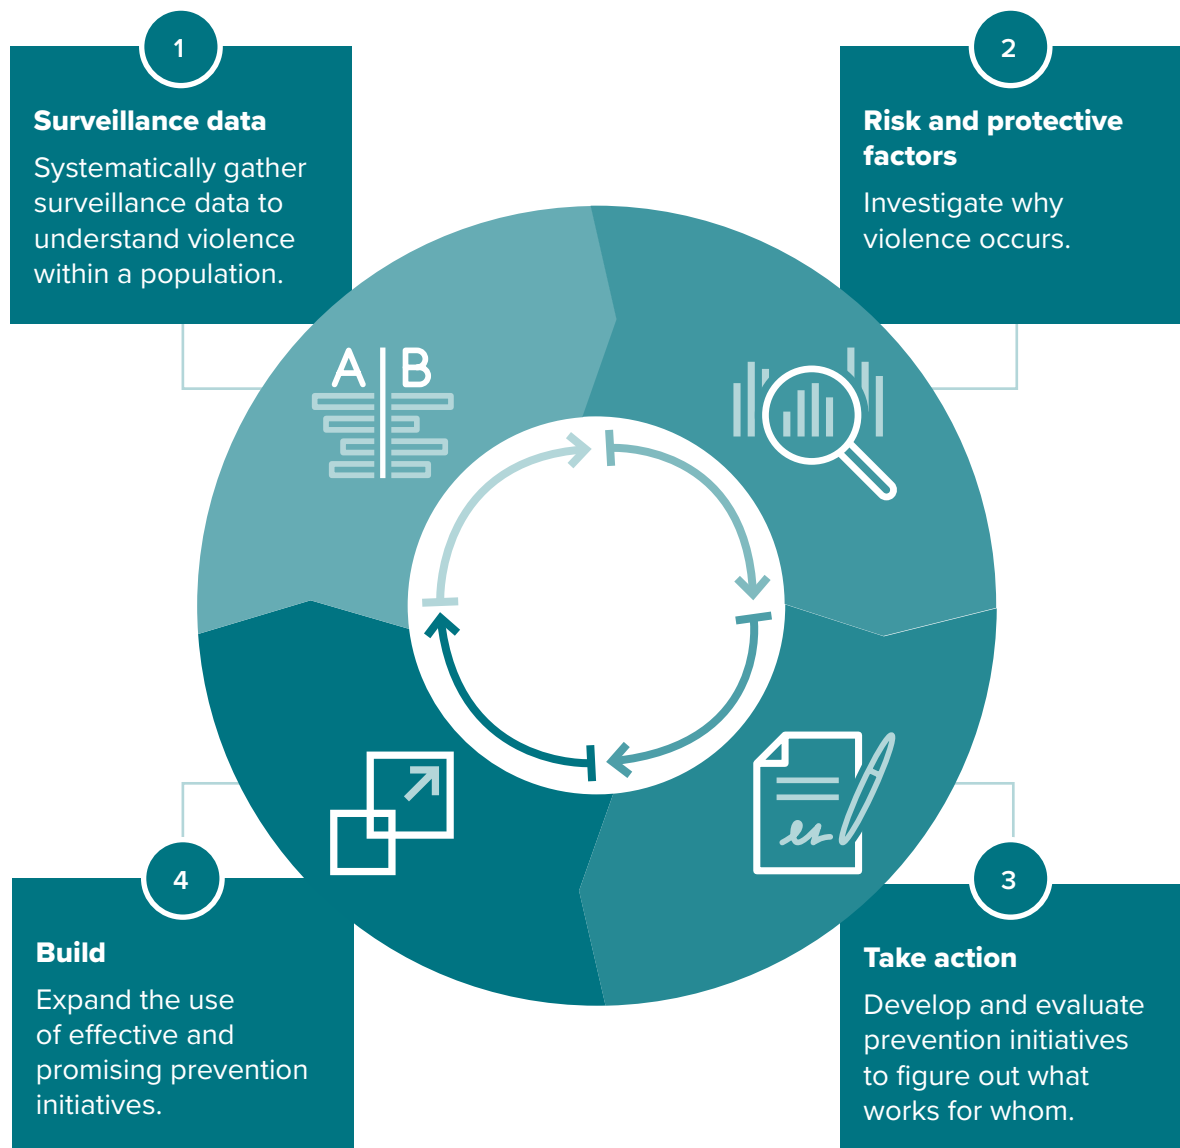 1
Surveillance data
Systematically gather
surveillance data to
understand violence
within a population.
2
Risk and protective
factors
Investigate why
violence occurs.
A B
3
Take action
Develop and evaluate
prevention initiatives
to figure out what
works for whom.
4
Build
Expand the use
of effective and
promising prevention
initiatives.